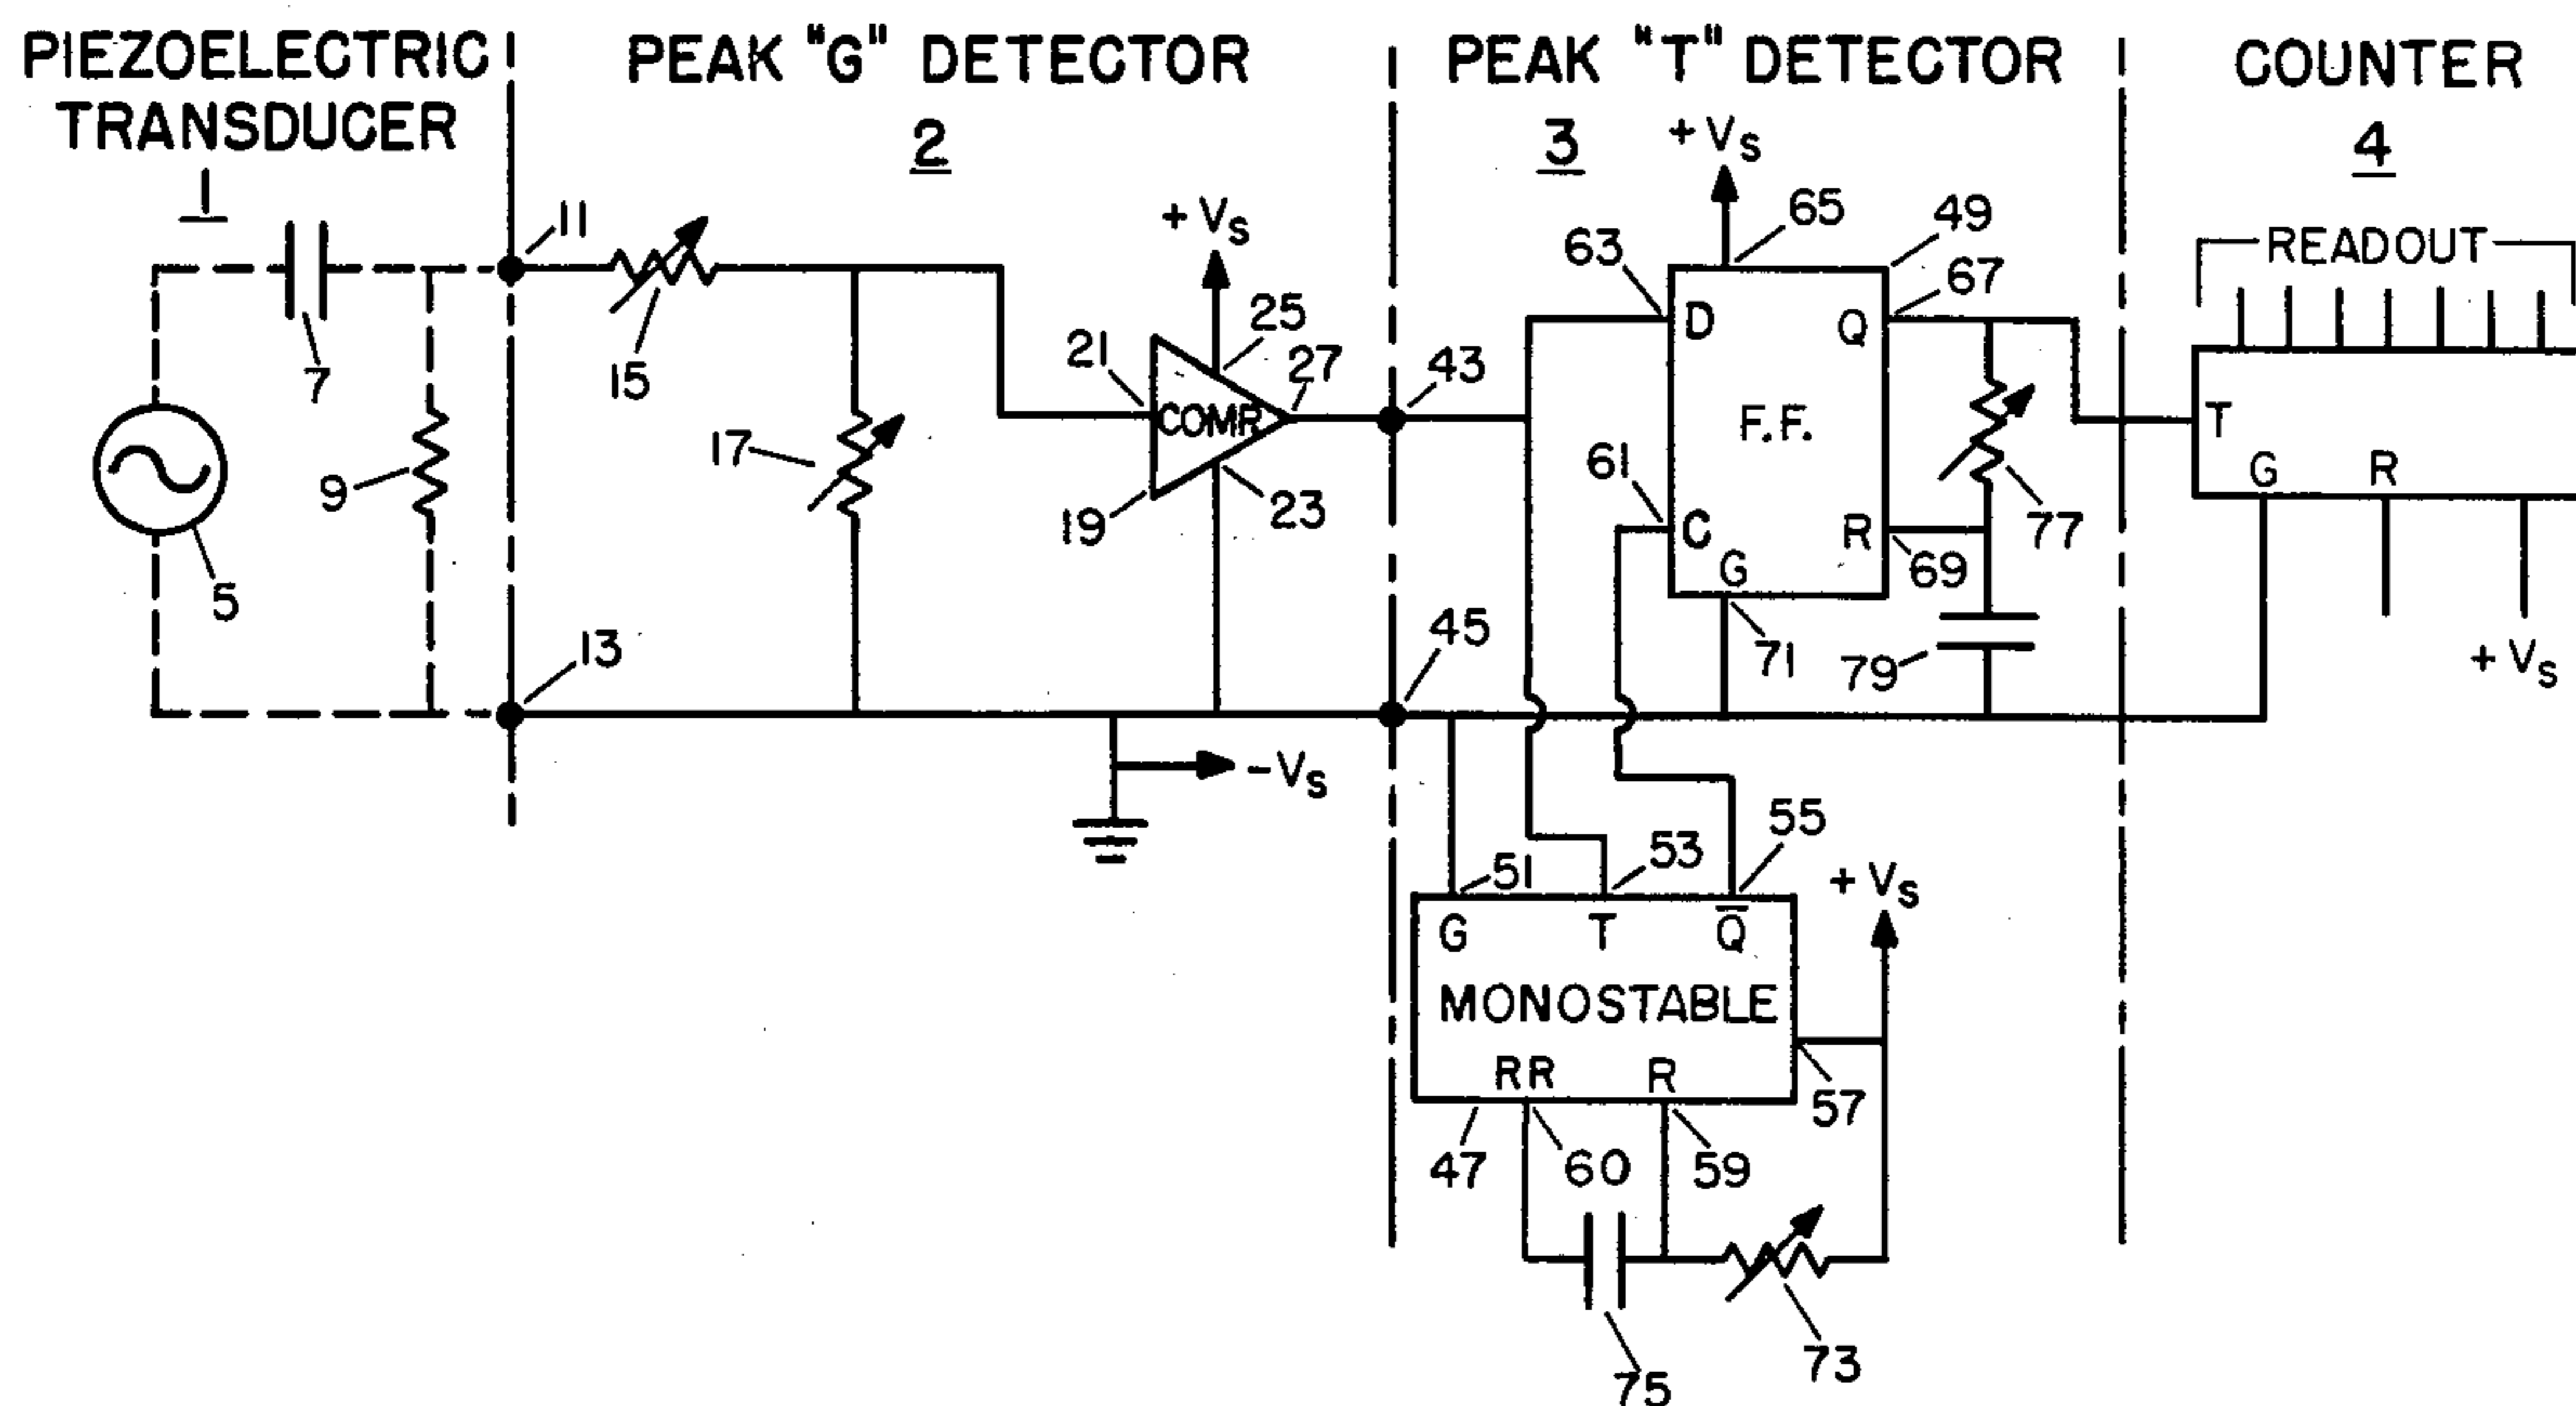 PIEZOELECTRIC
TRANSDUCER
1
PEAK "G" DETECTOR
2
PEAK "T" DETECTOR
3
COUNTER
4
+ Vs
65
49
63
67
11
+ Vs
READOUT
25
D
Q
7
15
21
27
43
COMR
F.F.
T
17
61
G
R
9
19
23
C
R
77
G
69
5
13
45
71
79
+ Vs
-Vs
55
51
53
+ Vs
G
T
Q̅
MONOSTABLE
RR
R
57
47
60
59
75
73